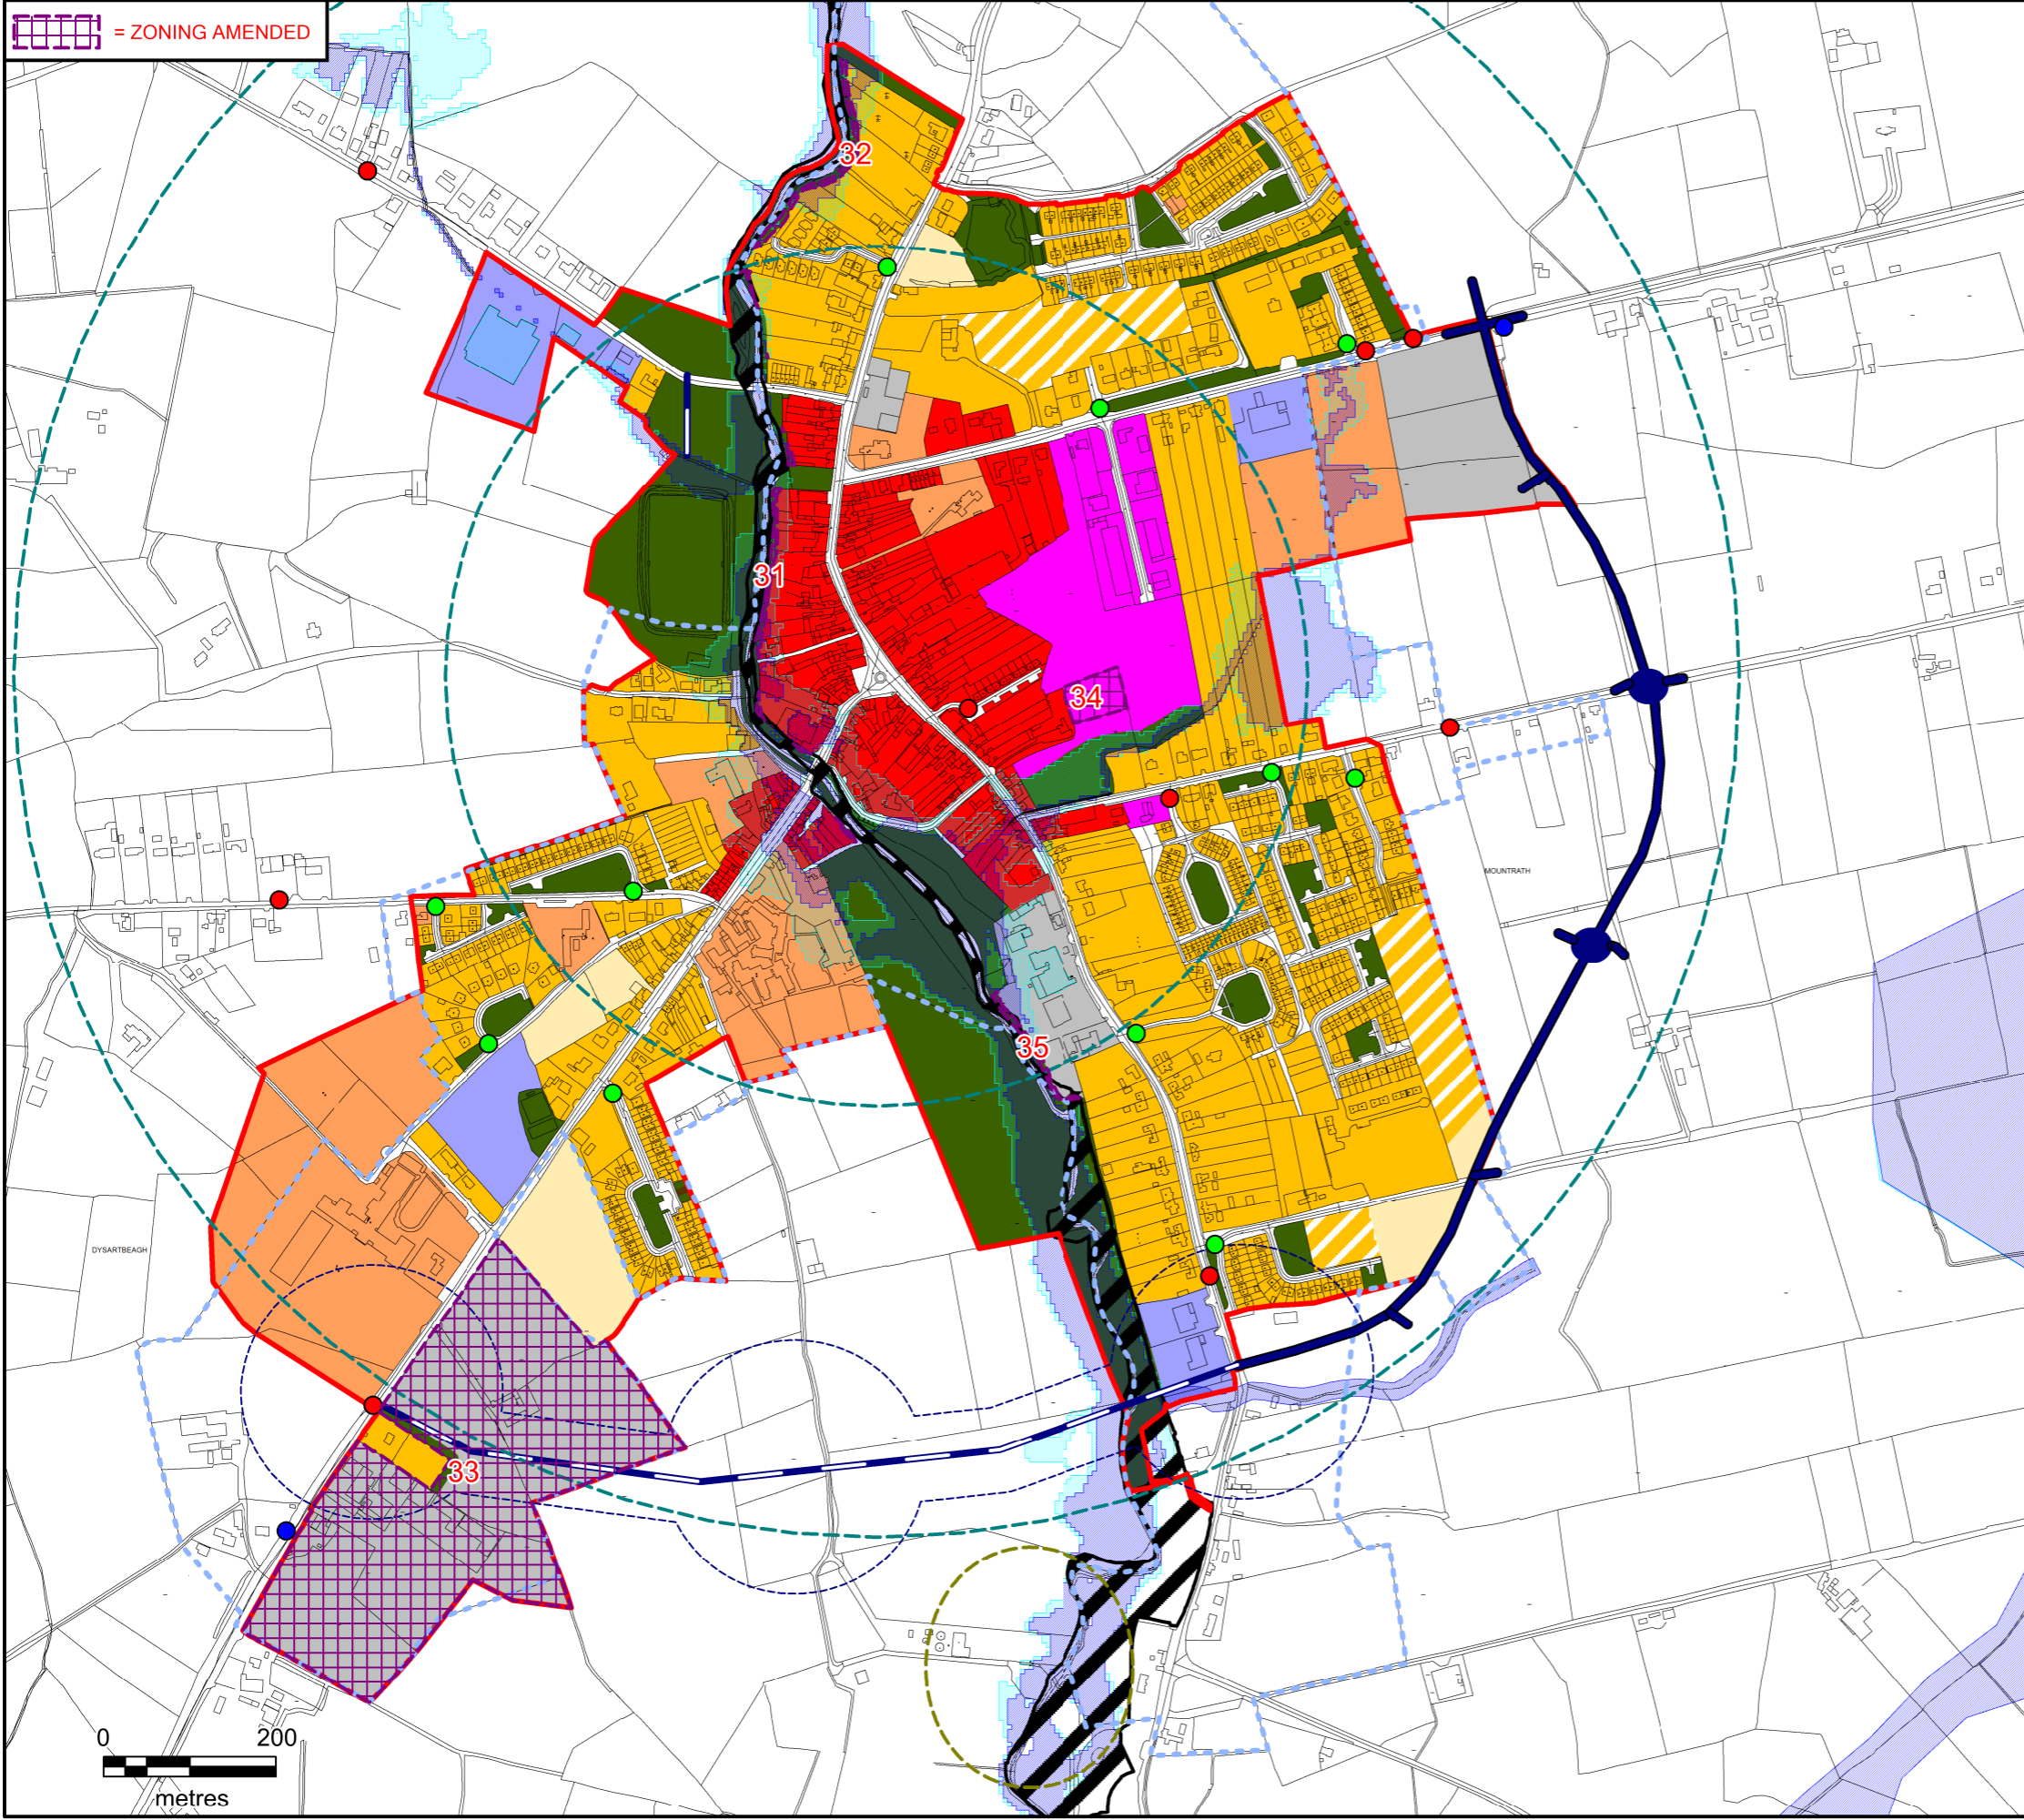 = ZONING AMENDED
32
31
34
MOUNTRATH
35
DYSARTBEAGH
33
0 200
metres